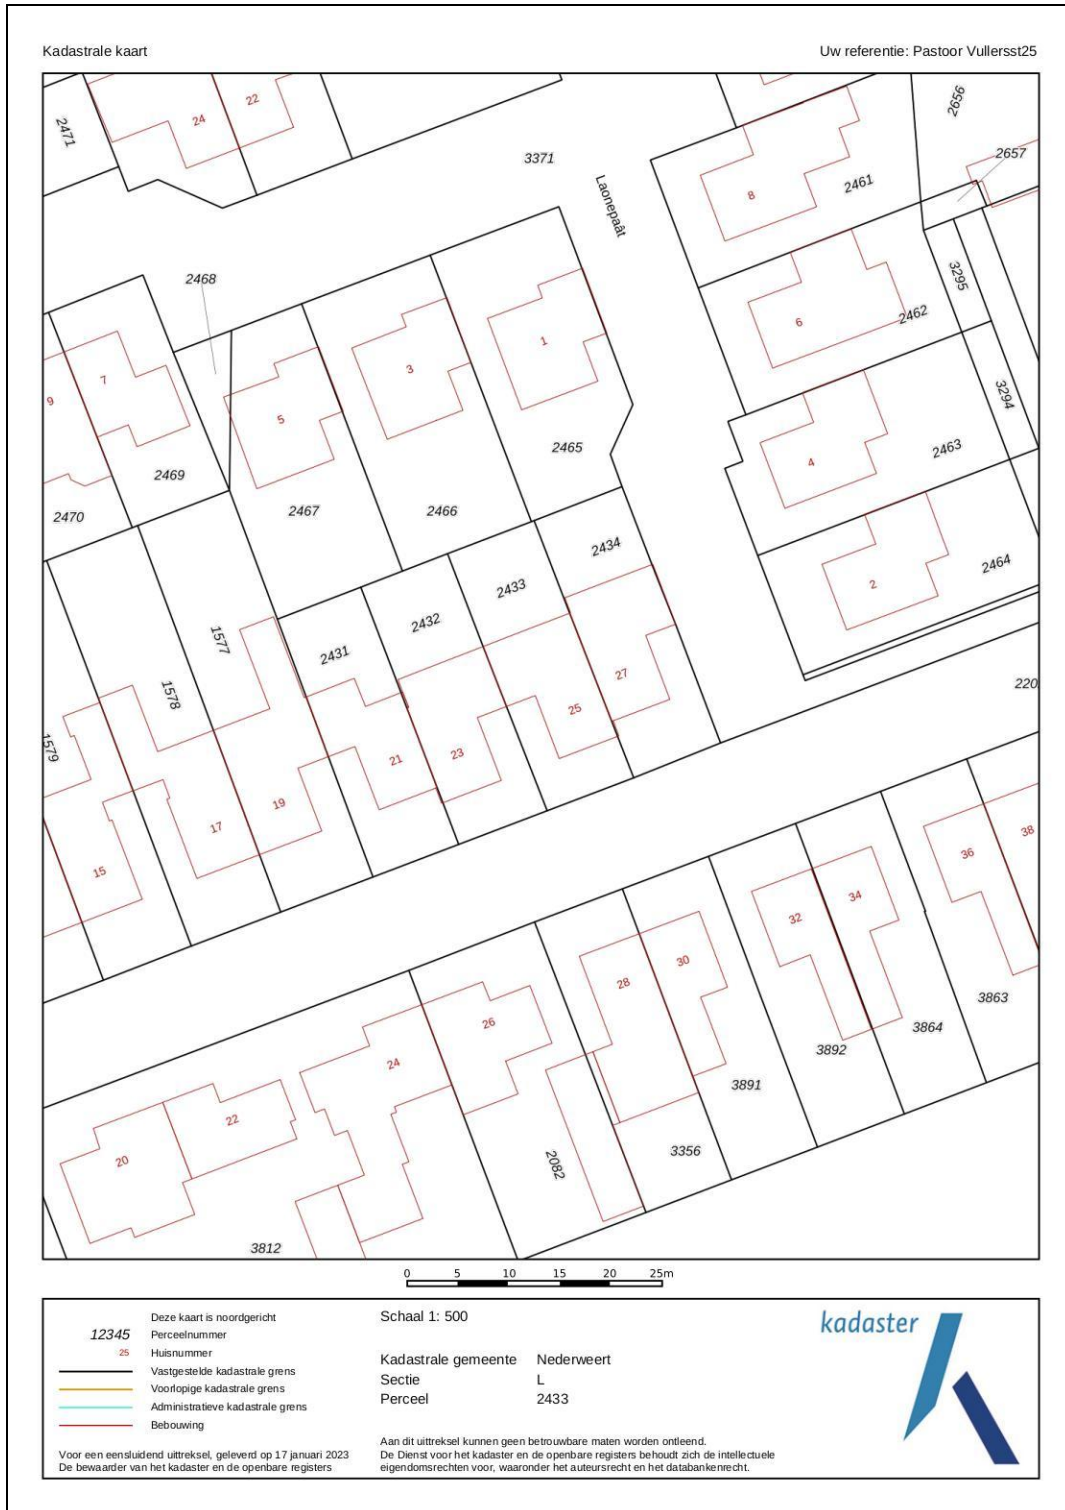 Kadastrale kaart
Uw referentie: Pastoor Vullersst25
2471
24
22
3371
Laonepaât
8
2461
2656
2657
2468
3295
6
2462
3294
7
9
5
3
1
2469
2470
2467
2466
2465
4
2463
2434
2433
2432
2431
2
2464
1577
1578
1579
27
25
23
21
19
17
15
220
38
36
34
32
30
28
26
24
22
20
3863
3864
3892
3891
3356
2082
3812
0 5 10 15 20 25m
Deze kaart is noordgericht
12345 Perceelnummer
25 Huisnummer
Vastgestelde kadastrale grens
Voorlopige kadastrale grens
Administratieve kadastrale grens
Bebouwing
Voor een eensluidend uittreksel, geleverd op 17 januari 2023
De bewaarder van het kadaster en de openbare registers
Schaal 1: 500
Kadastrale gemeente Nederweert
Sectie L
Perceel 2433
Aan dit uittreksel kunnen geen betrouwbare maten worden ontleend.
De Dienst voor het kadaster en de openbare registers behoudt zich de intellectuele
eigendomsrechten voor, waaronder het auteursrecht en het databankenrecht.
kadaster